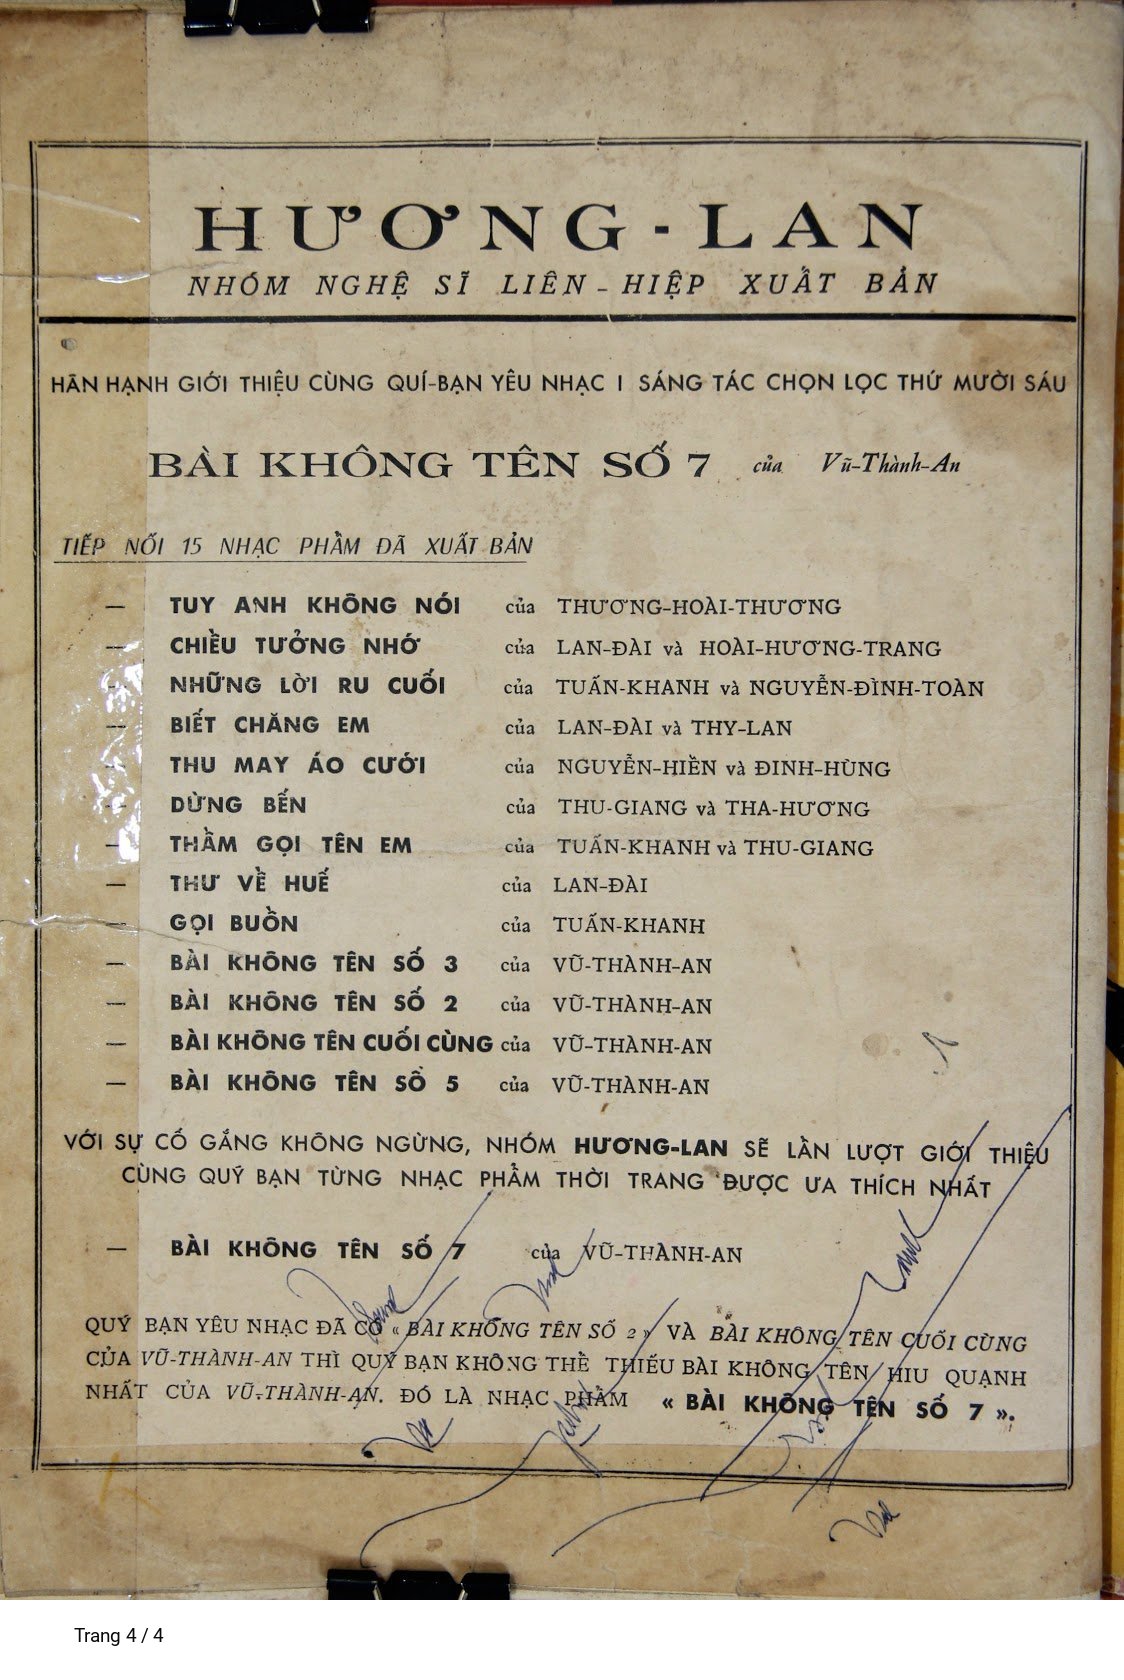 HƯƠNG - LAN
NHÓM NGHỆ SĨ LIÊN - HIỆP XUẤT BẢN
HÂN HẠNH GIỚI THIỆU CÙNG QUÍ-BẠN YÊU NHẠC I SÁNG TÁC CHỌN LỌC THỨ MƯỜI SÁU
BÀI KHÔNG TÊN SỐ 7 của Vũ-Thành-An
TIẾP NỐI 15 NHẠC PHẨM ĐÃ XUẤT BẢN
— TUY ANH KHÔNG NÓI của THƯƠNG-HOÀI-THƯƠNG
— CHIỀU TƯỞNG NHỚ của LAN-ĐÀI và HOÀI-HƯƠNG-TRANG
— NHỮNG LỜI RU CUỐI của TUẤN-KHANH và NGUYỄN-ĐÌNH-TOÀN
— BIẾT CHĂNG EM của LAN-ĐÀI và THY-LAN
— THU MAY ÁO CƯỚI của NGUYỄN-HIỀN và ĐINH-HÙNG
— DỪNG BẾN của THU-GIANG và THA-HƯƠNG
— THẦM GỌI TÊN EM của TUẤN-KHANH và THU-GIANG
— THƯ VỀ HUẾ của LAN-ĐÀI
— GỌI BUỒN của TUẤN-KHANH
— BÀI KHÔNG TÊN SỐ 3 của VŨ-THÀNH-AN
— BÀI KHÔNG TÊN SỐ 2 của VŨ-THÀNH-AN
— BÀI KHÔNG TÊN CUỐI CÙNG của VŨ-THÀNH-AN
— BÀI KHÔNG TÊN SỐ 5 của VŨ-THÀNH-AN
VỚI SỰ CỐ GẮNG KHÔNG NGỪNG, NHÓM HƯƠNG-LAN SẼ LẦN LƯỢT GIỚI THIỆU
CÙNG QUÝ BẠN TỪNG NHẠC PHẨM THỜI TRANG ĐƯỢC ƯA THÍCH NHẤT
— BÀI KHÔNG TÊN SỐ 7 của VŨ-THÀNH-AN
QUÝ BẠN YÊU NHẠC ĐÃ CÓ « BÀI KHÔNG TÊN SỐ 2 » VÀ BÀI KHÔNG TÊN CUỐI CÙNG
CỦA VŨ-THÀNH-AN THÌ QUÝ BẠN KHÔNG THỂ THIẾU BÀI KHÔNG TÊN HIU QUẠNH
NHẤT CỦA VŨ-THÀNH-AN. ĐÓ LÀ NHẠC PHẨM « BÀI KHÔNG TÊN SỐ 7 ».
Trang 4 / 4